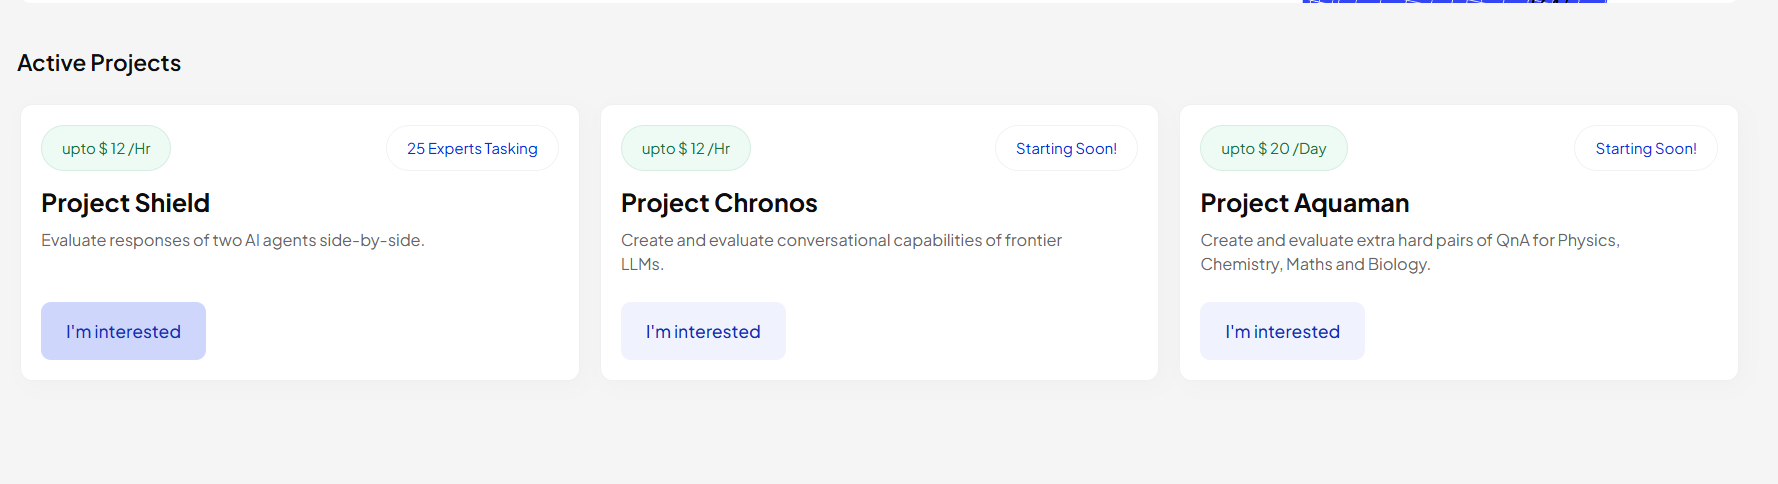 Active Projects
upto $ 12 /Hr
25 Experts Tasking
Project Shield
Evaluate responses of two AI agents side-by-side.
I'm interested
upto $ 12 /Hr
Starting Soon!
Project Chronos
Create and evaluate conversational capabilities of frontier
LLMs.
I'm interested
upto $ 20 /Day
Starting Soon!
Project Aquaman
Create and evaluate extra hard pairs of QnA for Physics,
Chemistry, Maths and Biology.
I'm interested